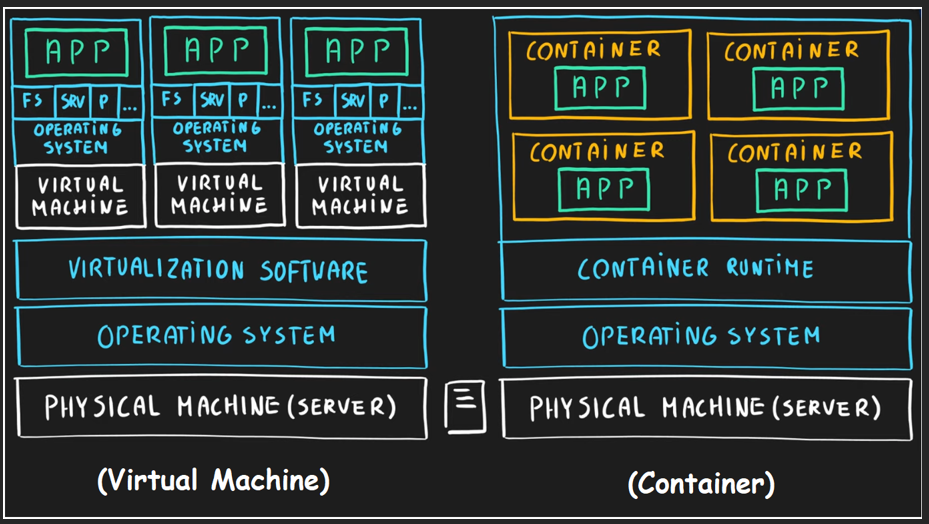 APP APP APP
FS SRV P ... FS SRV P ... FS SRV P ...
OPERATING OPERATING OPERATING
SYSTEM SYSTEM SYSTEM
VIRTUAL VIRTUAL VIRTUAL
MACHINE MACHINE MACHINE
VIRTUALIZATION SOFTWARE
OPERATING SYSTEM
PHYSICAL MACHINE (SERVER)
(Virtual Machine)
CONTAINER CONTAINER
APP APP
CONTAINER CONTAINER
APP APP
CONTAINER RUNTIME
OPERATING SYSTEM
PHYSICAL MACHINE (SERVER)
(Container)